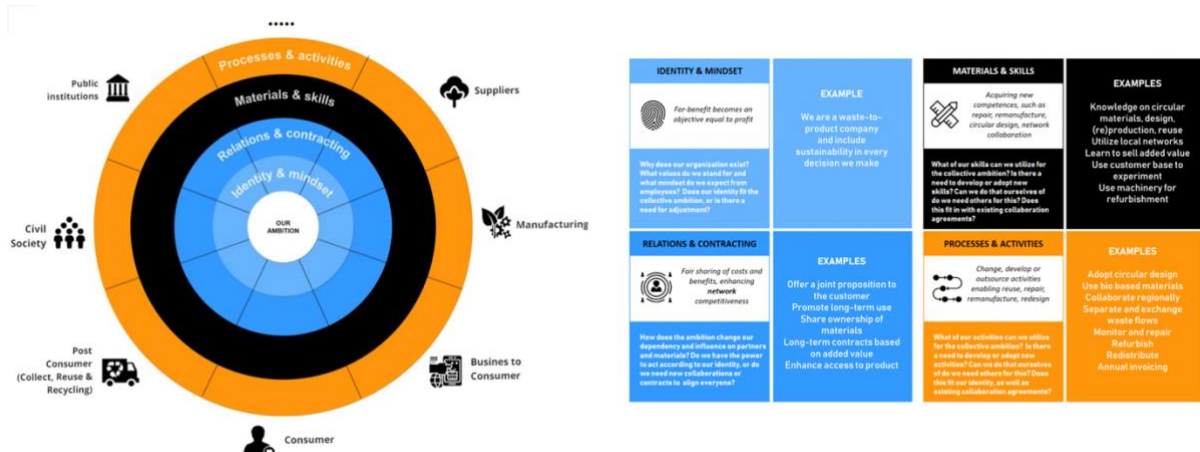 .....
Processes & activities
Materials & skills
Relations & contracting
Identity & mindset
OUR
AMBITION
Public
institutions
Suppliers
Civil
Society
Manufacturing
Post
Consumer
(Collect, Reuse &
Recycling)
Busines to
Consumer
Consumer
IDENTITY & MINDSET
For-benefit becomes an
objective equal to profit
Why does our organization exist?
What values do we stand for and
what mindset do we expect from
employees? Does our identity fit the
collective ambition, or is there a
need for adjustment?
EXAMPLE
We are a waste-to-
product company
and include
sustainability in every
decision we make
MATERIALS & SKILLS
Acquiring new
competences, such as
repair, remanufacture,
circular design, network
collaboration
What of our skills can we utilize for
the collective ambition? Is there a
need to develop or adopt new
skills? Can we do that ourselves of
do we need others for this? Does
this fit in with existing collaboration
agreements?
EXAMPLES
Knowledge on circular
materials, design,
(re)production, reuse
Utilize local networks
Learn to sell added value
Use customer base to
experiment
Use machinery for
refurbishment
RELATIONS & CONTRACTING
Fair sharing of costs and
benefits, enhancing
network
competitiveness
How does the ambition change our
dependency and influence on partners
and materials? Do we have the power
to act according to our identity, or do
we need new collaborations or
contracts to align everyone?
EXAMPLES
Offer a joint proposition to
the customer
Promote long-term use
Share ownership of
materials
Long-term contracts based
on added value
Enhance access to product
PROCESSES & ACTIVITIES
Change, develop or
outsource activities
enabling reuse, repair,
remanufacture, redesign
What of our activities can we utilize
for the collective ambition? Is there
a need to develop or adopt new
activities? Can we do that ourselves
of do we need others for this? Does
this fit our identity, as well as
existing collaboration agreements?
EXAMPLES
Adopt circular design
Use bio based materials
Collaborate regionally
Separate and exchange
waste flows
Monitor and repair
Refurbish
Redistribute
Annual invoicing